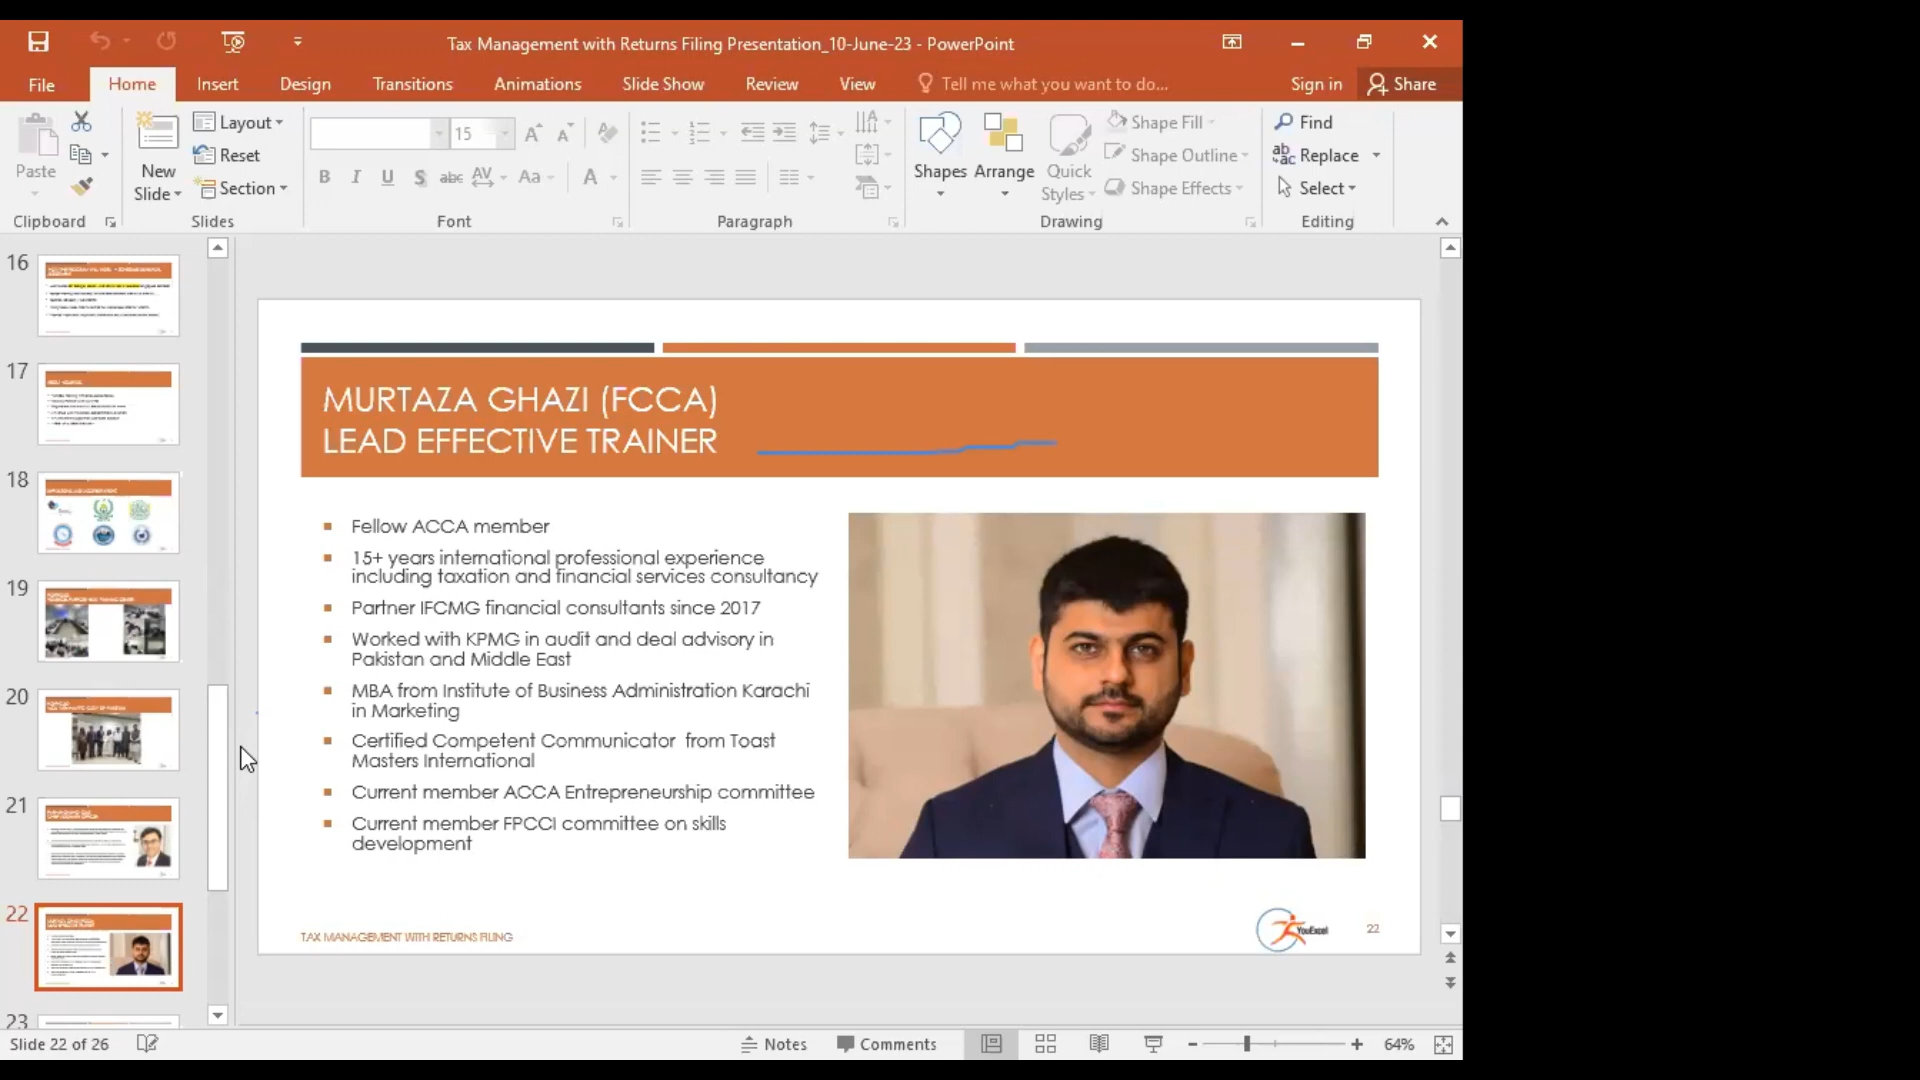 Tax Management with Returns Filing Presentation_10-June-23 - PowerPoint
File Home Insert Design Transitions Animations Slide Show Review View Tell me what you want to do... Sign in Share
Paste
New Slide
Layout
Reset
Section
15
B I U S abc AV Aa A
Shapes
Arrange
Quick Styles
Shape Fill
Shape Outline
Shape Effects
Find
Replace
Select
Clipboard Slides Font Paragraph Drawing Editing
16
17
18
19
20
21
22
23
MURTAZA GHAZI (FCCA)
LEAD EFFECTIVE TRAINER
Fellow ACCA member
15+ years international professional experience
including taxation and financial services consultancy
Partner IFCMG financial consultants since 2017
Worked with KPMG in audit and deal advisory in
Pakistan and Middle East
MBA from Institute of Business Administration Karachi
in Marketing
Certified Competent Communicator from Toast
Masters International
Current member ACCA Entrepreneurship committee
Current member FPCCI committee on skills
development
TAX MANAGEMENT WITH RETURNS FILING
YouExcel
22
Slide 22 of 26
Notes Comments 64%